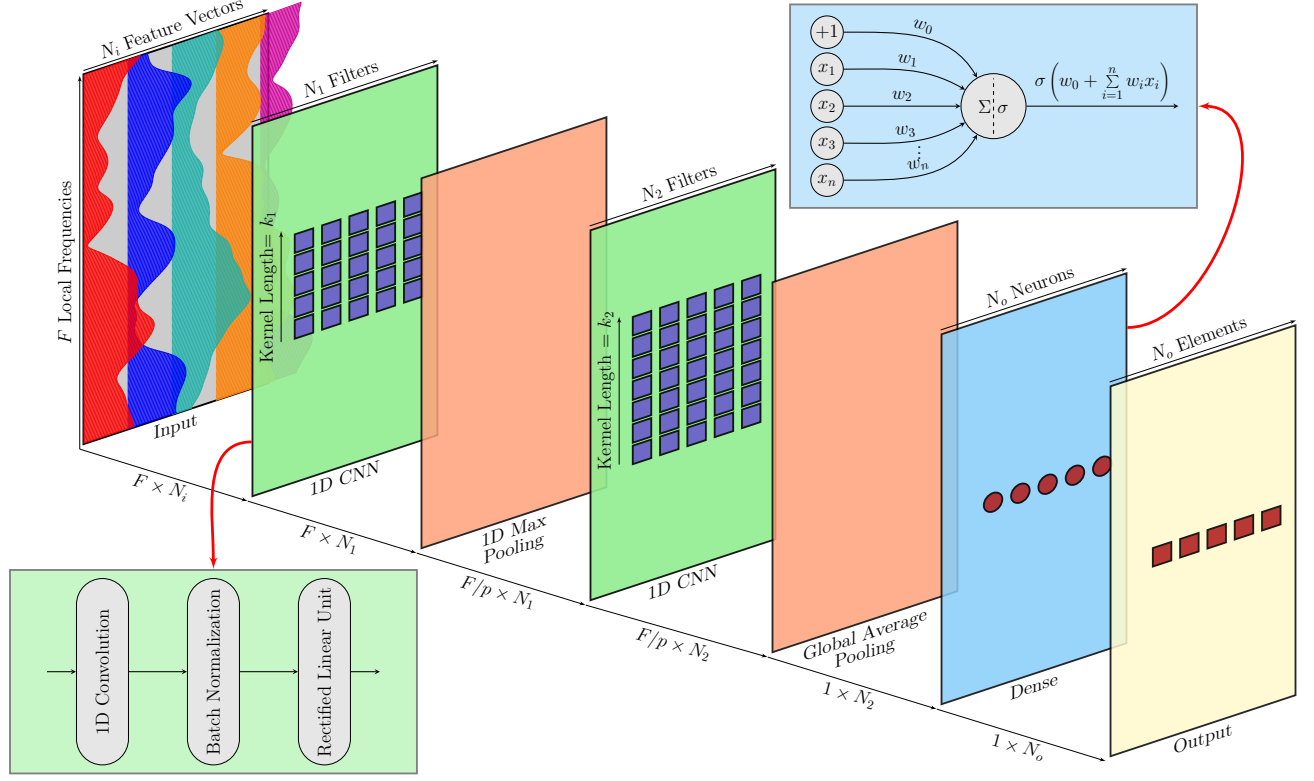 N_i Feature Vectors
F Local Frequencies
Input
N_1 Filters
Kernel Length= k_1
1D CNN
1D Max
Pooling
N_2 Filters
Kernel Length = k_2
1D CNN
Global Average
Pooling
N_o Neurons
Dense
N_o Elements
Output
F × N_i
F × N_1
F/p × N_1
F/p × N_2
1 × N_2
1 × N_o
+1
x_1
x_2
x_3
x_n
w_0
w_1
w_2
w_3
⋮
w_n
Σ σ
σ ( w_0 + \sum_{i=1}^{n} w_i x_i )
1D Convolution
Batch Normalization
Rectified Linear Unit